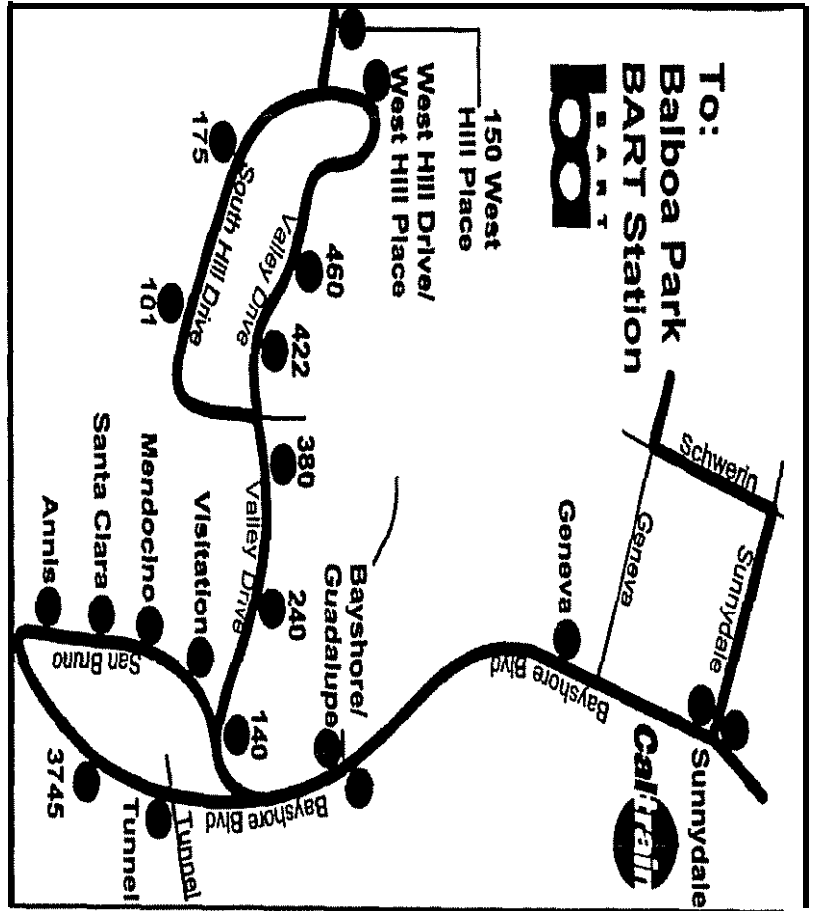 To:
Balboa Park
BART Station
BART
ba
150 West
Hill Place
West Hill Drive/
West Hill Place
175
South Hill Drive
Valley Drive
460
101
422
380
Valley Drive
240
140
Santa Clara
Mendocino
Visitation
Annis
San Bruno
3745
Tunnel
Tunnel
Bayshore Blvd
Bayshore/
Guadalupe
Geneva
Geneva
Bayshore Blvd
Schwerin
Sunnydale
Sunnydale
Caltrain